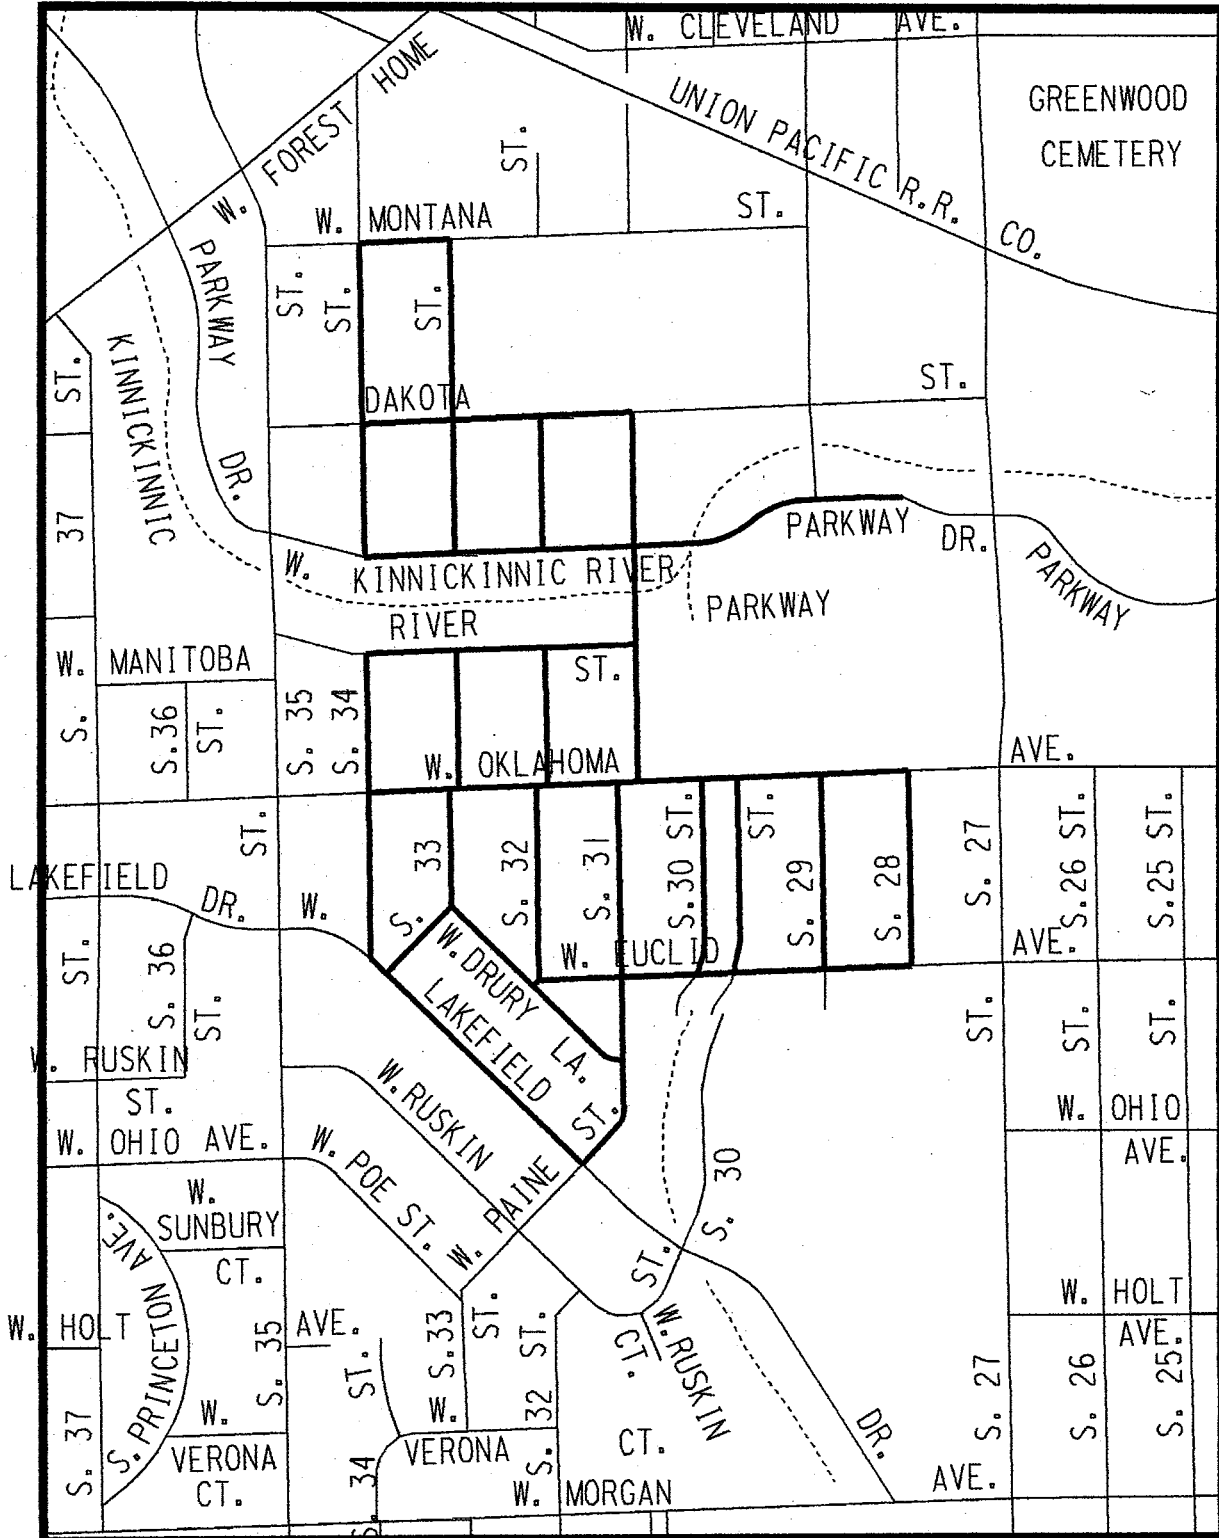 W. CLEVELAND AVE.
GREENWOOD
CEMETERY
UNION PACIFIC R.R. CO.
W. FOREST HOME
ST.
W. MONTANA ST.
PARKWAY DR.
ST.
ST.
ST.
KINNICKINNIC
ST.
DAKOTA ST.
37
W. KINNICKINNIC RIVER PARKWAY DR.
PARKWAY
RIVER
PARKWAY
W. MANITOBA ST.
S.
S.36
ST.
S. 35
S. 34
W. OKLAHOMA AVE.
ST.
LAKEFIELD DR. W.
S. 33
S. 32
S. 31
S.30 ST.
ST.
S. 29
S. 28
S. 27
S.26 ST.
S.25 ST.
W. EUCLID AVE.
ST.
S. 36
ST.
W. DRURY LA.
LAKEFIELD
ST.
ST.
ST.
W. RUSKIN
ST.
W. RUSKIN
W. OHIO
AVE.
W. OHIO AVE.
W. POE ST.
W. PAINE ST.
S. 30
ST.
W.
SUNBURY
CT.
S. PRINCETON AVE.
W. HOLT AVE.
W. HOLT
AVE.
S. 35
ST.
S.33
ST.
ST.
W. RUSKIN
CT.
S. 37
W.
VERONA
CT.
S. 34
W.
VERONA CT.
S. 32
DR.
S. 27
S. 26
S. 25
W. MORGAN AVE.
S.